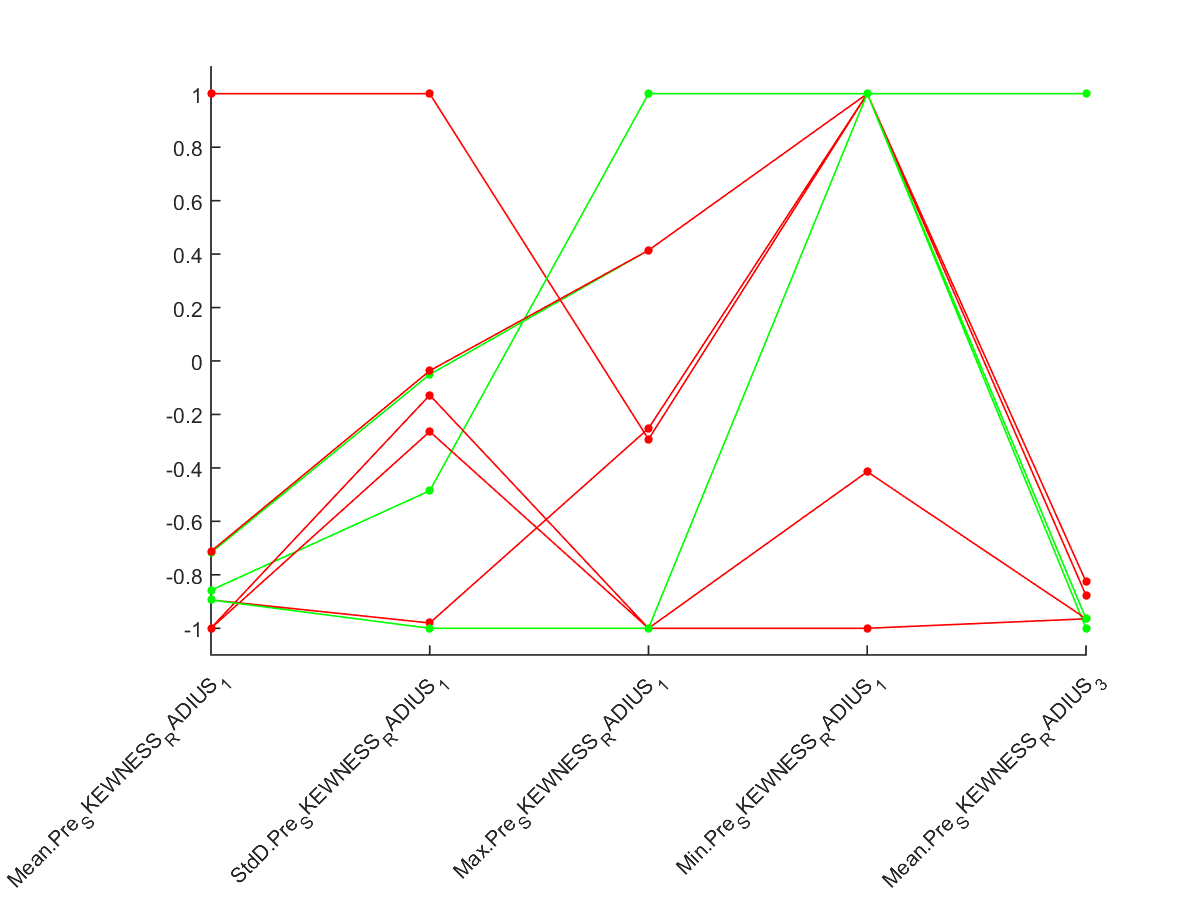 1
0.8
0.6
0.4
0.2
0
-0.2
-0.4
-0.6
-0.8
-1
Mean.Pre_SKEWNESS_RADIUS_1
StdD.Pre_SKEWNESS_RADIUS_1
Max.Pre_SKEWNESS_RADIUS_1
Min.Pre_SKEWNESS_RADIUS_1
Mean.Pre_SKEWNESS_RADIUS_3